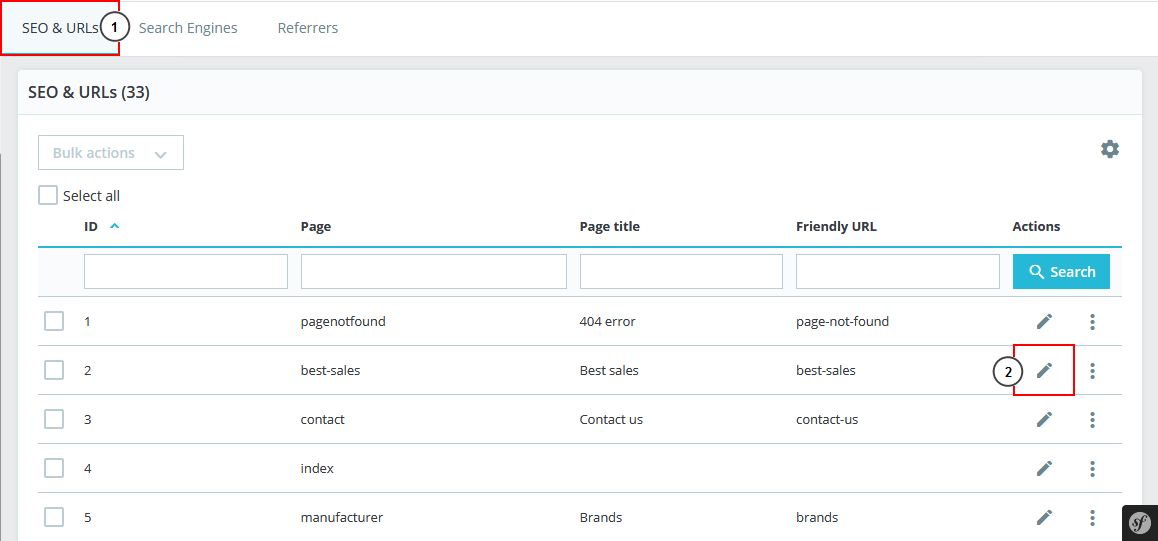 SEO & URLs 1 Search Engines Referrers
SEO & URLs (33)
Bulk actions
Select all
ID Page Page title Friendly URL Actions
Search
1 pagenotfound 404 error page-not-found
2 best-sales Best sales best-sales 2
3 contact Contact us contact-us
4 index
5 manufacturer Brands brands
sf